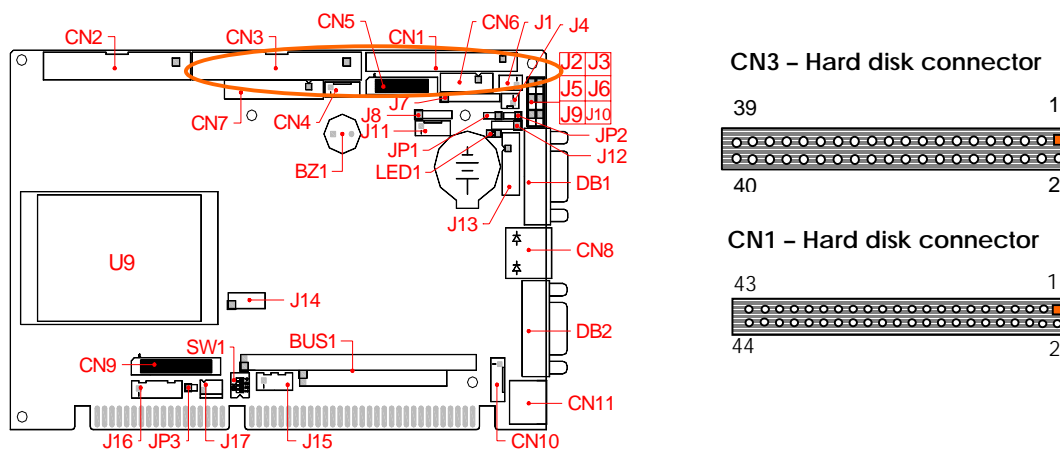 CN5
CN6
J1
J4
CN2
CN3
CN1
J2 J3
J5 J6
J9 J10
CN7
CN4
J7
J8
J11
JP1
JP2
J12
BZ1
LED1
DB1
J13
CN8
U9
J14
DB2
BUS1
SW1
CN9
CN11
J16
JP3
J17
J15
CN10
CN3 – Hard disk connector
39 1
40 2
CN1 – Hard disk connector
43 1
44 2